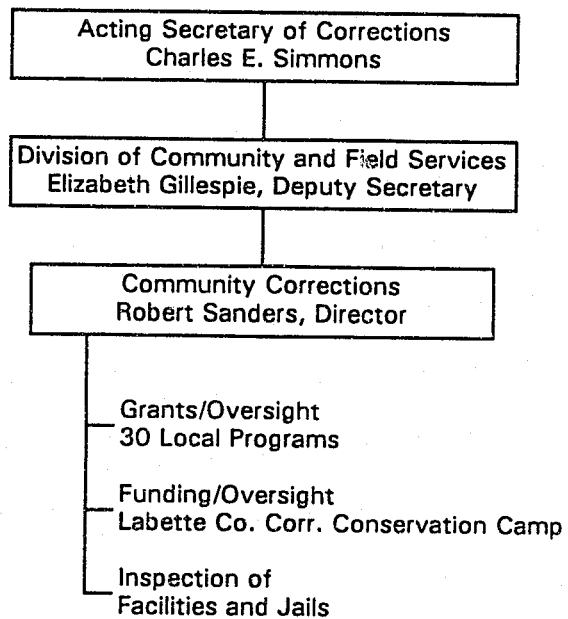 Acting Secretary of Corrections
Charles E. Simmons
Division of Community and Field Services
Elizabeth Gillespie, Deputy Secretary
Community Corrections
Robert Sanders, Director
Grants/Oversight
30 Local Programs
Funding/Oversight
Labette Co. Corr. Conservation Camp
Inspection of
Facilities and Jails